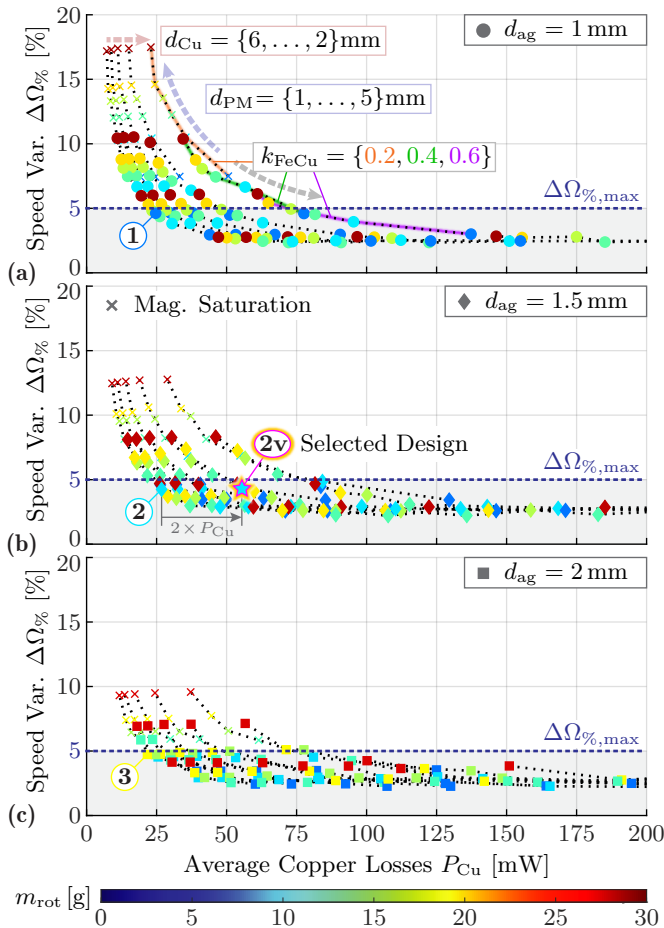 20
15
10
5
0
Speed Var. ΔΩ% [%]
(a)
d_Cu = {6, ..., 2}mm
d_ag = 1 mm
d_PM = {1, ..., 5}mm
k_FeCu = {0.2, 0.4, 0.6}
ΔΩ%,max
1
20
15
10
5
0
Speed Var. ΔΩ% [%]
(b)
× Mag. Saturation
d_ag = 1.5 mm
2v Selected Design
ΔΩ%,max
2
2 × P_Cu
20
15
10
5
0
Speed Var. ΔΩ% [%]
(c)
d_ag = 2 mm
ΔΩ%,max
3
0 25 50 75 100 125 150 175 200
Average Copper Losses P_Cu [mW]
m_rot [g]
0 5 10 15 20 25 30